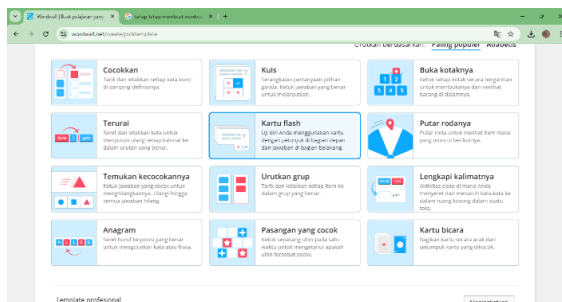 Wordwall | Buat pelajaran yang
wordwall.net/create/picktemplate
Urutkan berdasarkan: Paling populer Alfabetis
Cocokkan
Tarik dan letakkan setiap kata kunci
di samping definisinya.
Kuis
Serangkaian pertanyaan pilihan
ganda. Ketuk jawaban yang benar
untuk melanjutkan.
Buka kotaknya
Ketuk setiap kotak secara bergantian
untuk membukanya dan melihat
barang di dalamnya.
Terurai
Seret dan letakkan kata untuk
menyusun ulang setiap kalimat ke
dalam urutan yang benar.
Kartu flash
Uji diri Anda menggunakan kartu
dengan petunjuk di bagian depan
dan jawaban di bagian belakang.
Putar rodanya
Putar roda untuk melihat item mana
yang muncul berikutnya.
Temukan kecocokannya
Ketuk jawaban yang cocok untuk
menghilangkannya. Ulangi hingga
semua jawaban hilang.
Urutkan grup
Tarik dan letakkan setiap item ke
dalam grup yang benar.
Lengkapi kalimatnya
Aktivitas cloze di mana Anda
menyeret dan menaruh kata-kata ke
dalam ruang kosong dalam suatu
teks.
Anagram
Seret huruf ke posisi yang benar
untuk menguraikan kata atau frasa.
Pasangan yang cocok
Ketuk sepasang ubin pada satu
waktu untuk mengetahui apakah
ubin tersebut cocok.
Kartu bicara
Bagikan kartu secara acak dari
setumpuk kartu yang dikocok.
Template profesional